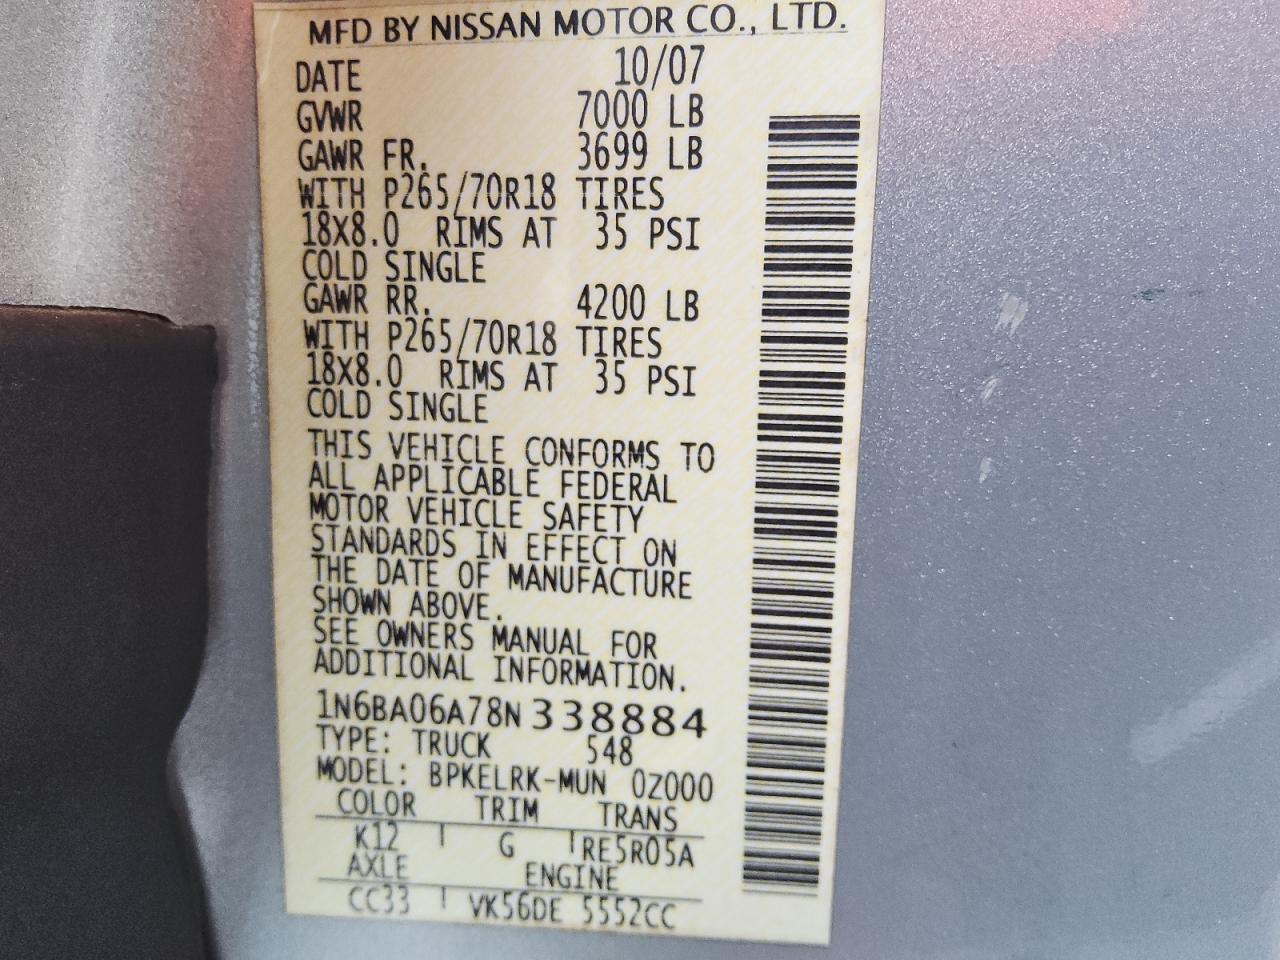 MFD BY NISSAN MOTOR CO., LTD.
DATE 10/07
GVWR 7000 LB
GAWR FR. 3699 LB
WITH P265/70R18 TIRES
18X8.0 RIMS AT 35 PSI
COLD SINGLE
GAWR RR. 4200 LB
WITH P265/70R18 TIRES
18X8.0 RIMS AT 35 PSI
COLD SINGLE
THIS VEHICLE CONFORMS TO
ALL APPLICABLE FEDERAL
MOTOR VEHICLE SAFETY
STANDARDS IN EFFECT ON
THE DATE OF MANUFACTURE
SHOWN ABOVE.
SEE OWNERS MANUAL FOR
ADDITIONAL INFORMATION.
1N6BA06A78N338884
TYPE: TRUCK 548
MODEL: BPKELRK-MUN 0Z000
COLOR TRIM TRANS
K12 G RE5R05A
AXLE ENGINE
CC33 VK56DE 5552CC